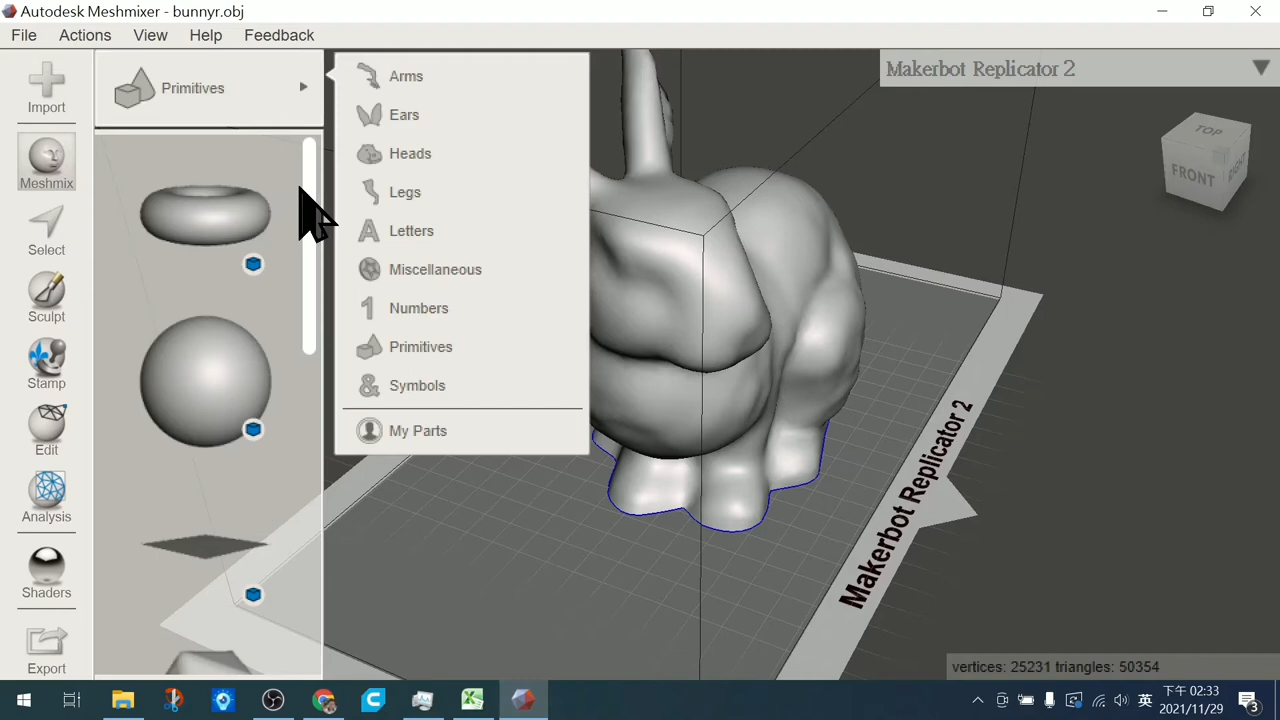 Autodesk Meshmixer - bunnyr.obj
File Actions View Help Feedback
Import
Meshmix
Select
Sculpt
Stamp
Edit
Analysis
Shaders
Export
Primitives
Arms
Ears
Heads
Legs
Letters
Miscellaneous
Numbers
Primitives
Symbols
My Parts
Makerbot Replicator 2
TOP
FRONT
RIGHT
Makerbot Replicator 2
vertices: 25231 triangles: 50354
英
下午 02:33
2021/11/29
3